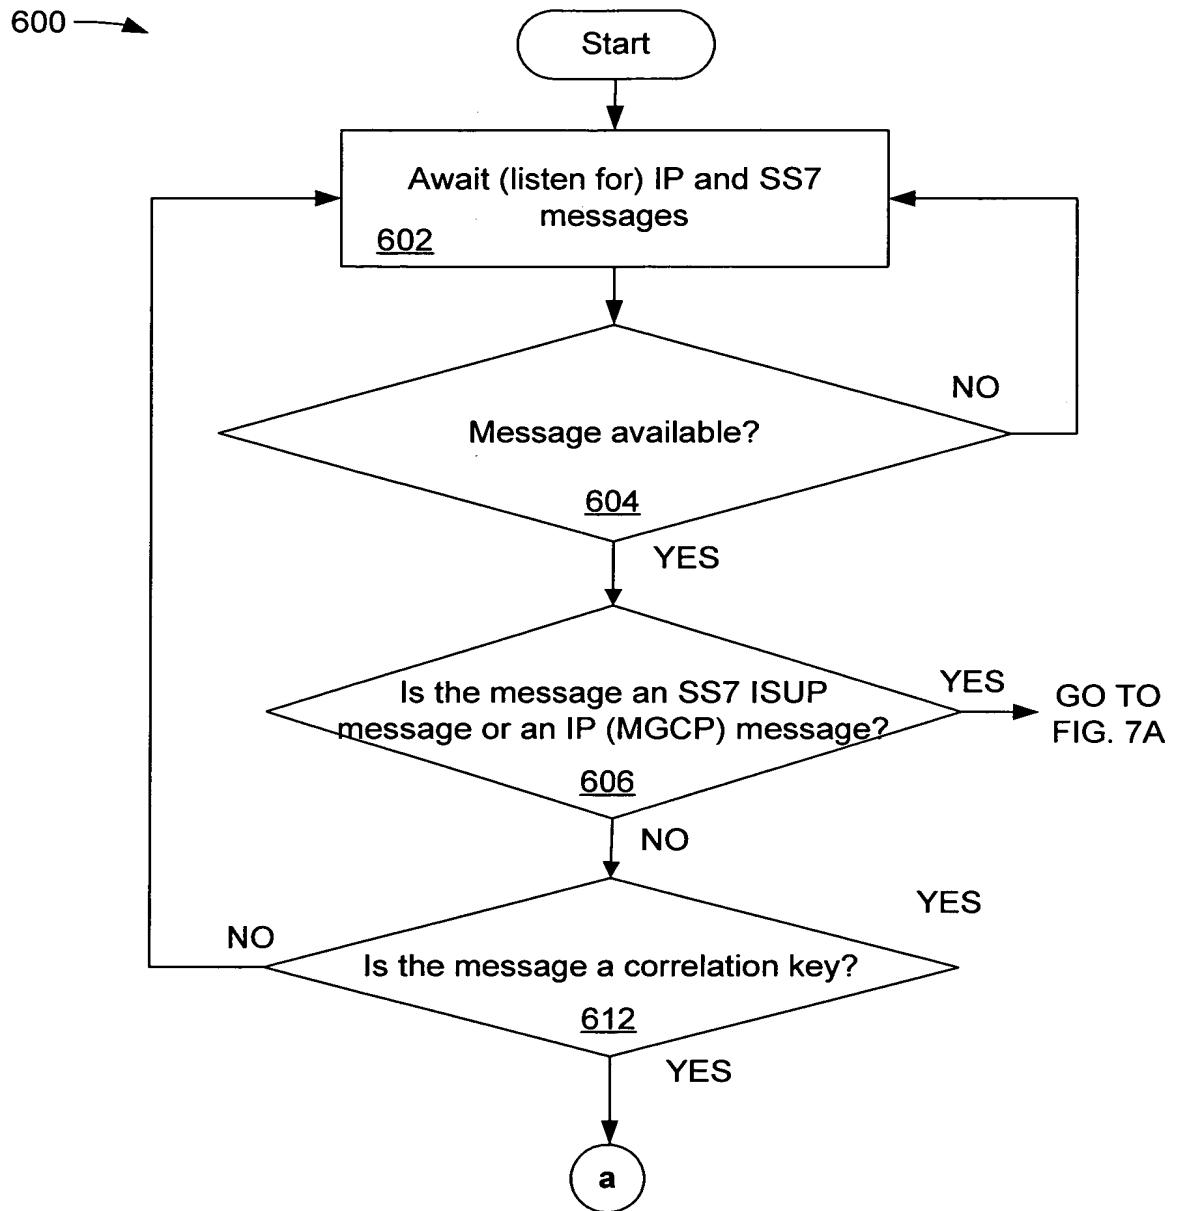 600
Start
Await (listen for) IP and SS7
messages
602
NO
Message available?
604
YES
Is the message an SS7 ISUP
message or an IP (MGCP) message?
606
YES
GO TO
FIG. 7A
NO
YES
NO
Is the message a correlation key?
612
YES
a